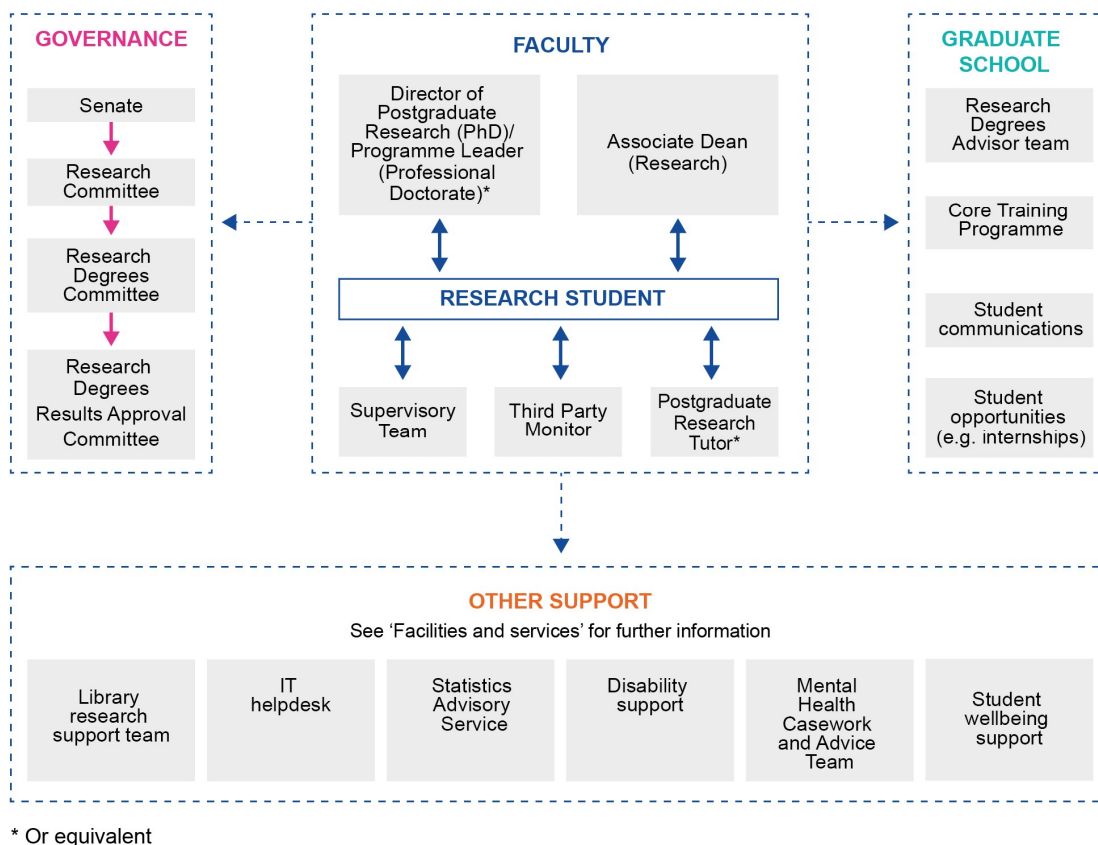 GOVERNANCE
Senate
Research
Committee
Research
Degrees
Committee
Research
Degrees
Results Approval
Committee
FACULTY
Director of
Postgraduate
Research (PhD)/
Programme Leader
(Professional
Doctorate)*
Associate Dean
(Research)
RESEARCH STUDENT
Supervisory
Team
Third Party
Monitor
Postgraduate
Research
Tutor*
GRADUATE
SCHOOL
Research
Degrees
Advisor team
Core Training
Programme
Student
communications
Student
opportunities
(e.g. internships)
OTHER SUPPORT
See ‘Facilities and services’ for further information
Library
research
support team
IT
helpdesk
Statistics
Advisory
Service
Disability
support
Mental
Health
Casework
and Advice
Team
Student
wellbeing
support
* Or equivalent